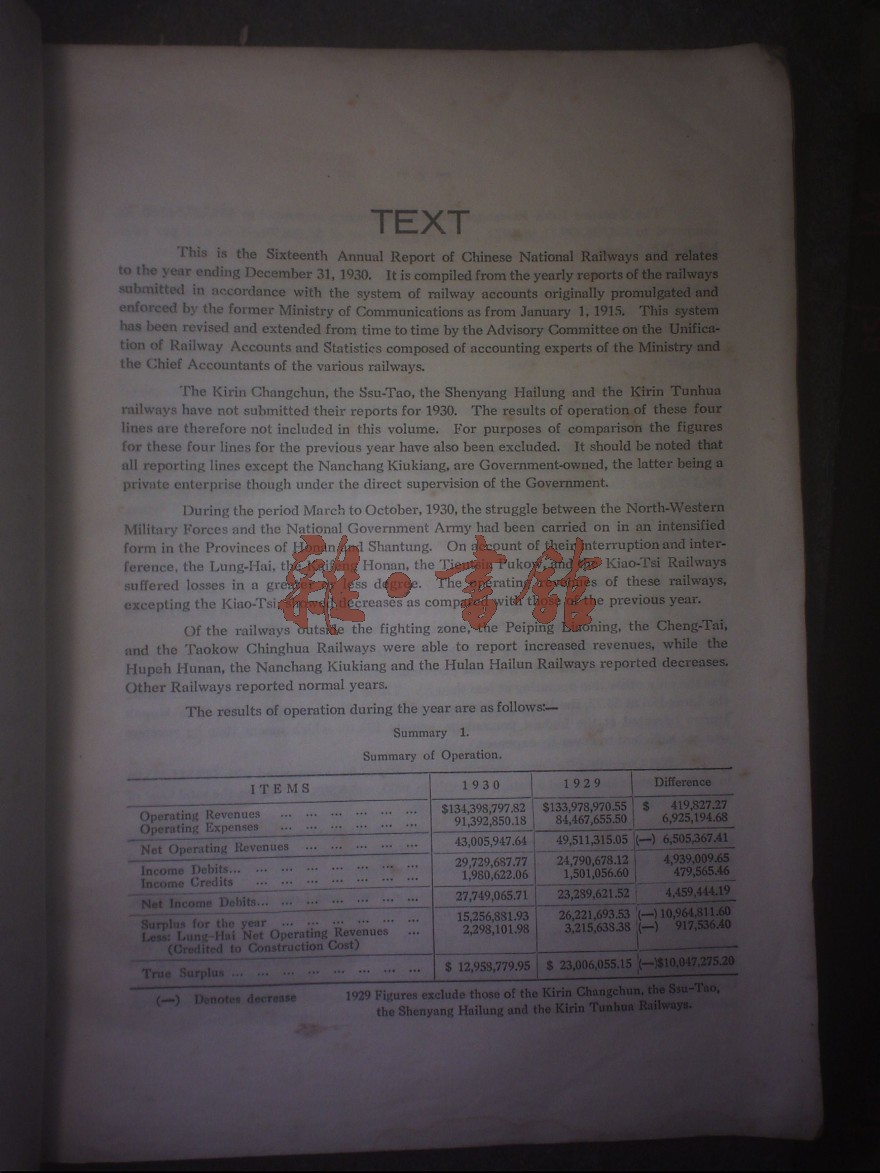 TEXT
This is the Sixteenth Annual Report of Chinese National Railways and relates
to the year ending December 31, 1930. It is compiled from the yearly reports of the railways
submitted in accordance with the system of railway accounts originally promulgated and
enforced by the former Ministry of Communications as from January 1, 1915. This system
has been revised and extended from time to time by the Advisory Committee on the Unifica-
tion of Railway Accounts and Statistics composed of accounting experts of the Ministry and
the Chief Accountants of the various railways.
The Kirin Changchun, the Ssu-Tao, the Shenyang Hailung and the Kirin Tunhua
railways have not submitted their reports for 1930. The results of operation of these four
lines are therefore not included in this volume. For purposes of comparison the figures
for these four lines for the previous year have also been excluded. It should be noted that
all reporting lines except the Nanchang Kiukiang, are Government-owned, the latter being a
private enterprise though under the direct supervision of the Government.
During the period March to October, 1930, the struggle between the North-Western
Military Forces and the National Government Army had been carried on in an intensified
form in the Provinces of Honan and Shantung. On account of their interruption and inter-
ference, the Lung-Hai, the Kaifeng Honan, the Tientsin Pukow, and the Kiao-Tsi Railways
suffered losses in a greater or less degree. The operating revenues of these railways,
excepting the Kiao-Tsi, showed decreases as compared with those of the previous year.
雜·書館
Of the railways outside the fighting zone, the Peiping Liaoning, the Cheng-Tai,
and the Taokow Chinghua Railways were able to report increased revenues, while the
Hupeh Hunan, the Nanchang Kiukiang and the Hulan Hailun Railways reported decreases.
Other Railways reported normal years.
The results of operation during the year are as follows:—
Summary 1.
Summary of Operation.
ITEMS 1930 1929 Difference
Operating Revenues ... ... ... ... ... ... $134,398,797.82 $133,978,970.55 $ 419,827.27
Operating Expenses ... ... ... ... ... ... 91,392,850.18 84,467,655.50 6,925,194.68
Net Operating Revenues ... ... ... ... ... 43,005,947.64 49,511,315.05 (—) 6,505,367.41
Income Debits... ... ... ... ... ... ... ... 29,729,687.77 24,790,678.12 4,939,009.65
Income Credits ... ... ... ... ... ... ... 1,980,622.06 1,501,056.60 479,565.46
Net Income Debits... ... ... ... ... ... ... 27,749,065.71 23,289,621.52 4,459,444.19
Surplus for the year ... ... ... ... ... ... 15,256,881.93 26,221,693.53 (—) 10,964,811.60
Less: Lung-Hai Net Operating Revenues ... 2,298,101.98 3,215,638.38 (—) 917,536.40
(Credited to Construction Cost)
True Surplus ... ... ... ... ... ... ... ... $ 12,958,779.95 $ 23,006,055.15 (—)$10,047,275.20
(—) Denotes decrease 1929 Figures exclude those of the Kirin Changchun, the Ssu-Tao,
the Shenyang Hailung and the Kirin Tunhua Railways.